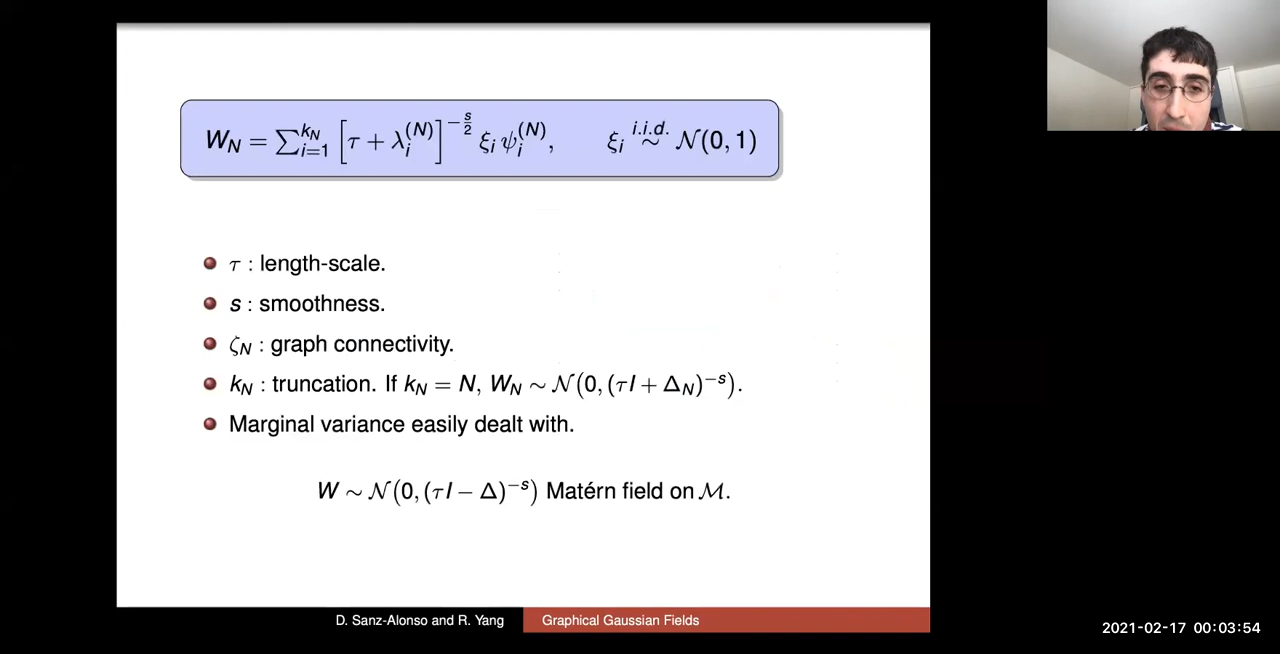 W_N = ∑_{i=1}^{k_N} [τ + λ_i^{(N)}]^{-s/2} ξ_i ψ_i^{(N)},    ξ_i i.i.d. ∼ 𝒩(0, 1)
τ : length-scale.
s : smoothness.
ζ_N : graph connectivity.
k_N : truncation. If k_N = N, W_N ∼ 𝒩(0, (τI + Δ_N)^{-s}).
Marginal variance easily dealt with.
W ∼ 𝒩(0, (τI − Δ)^{-s}) Matérn field on ℳ.
D. Sanz-Alonso and R. Yang Graphical Gaussian Fields
2021-02-17 00:03:54